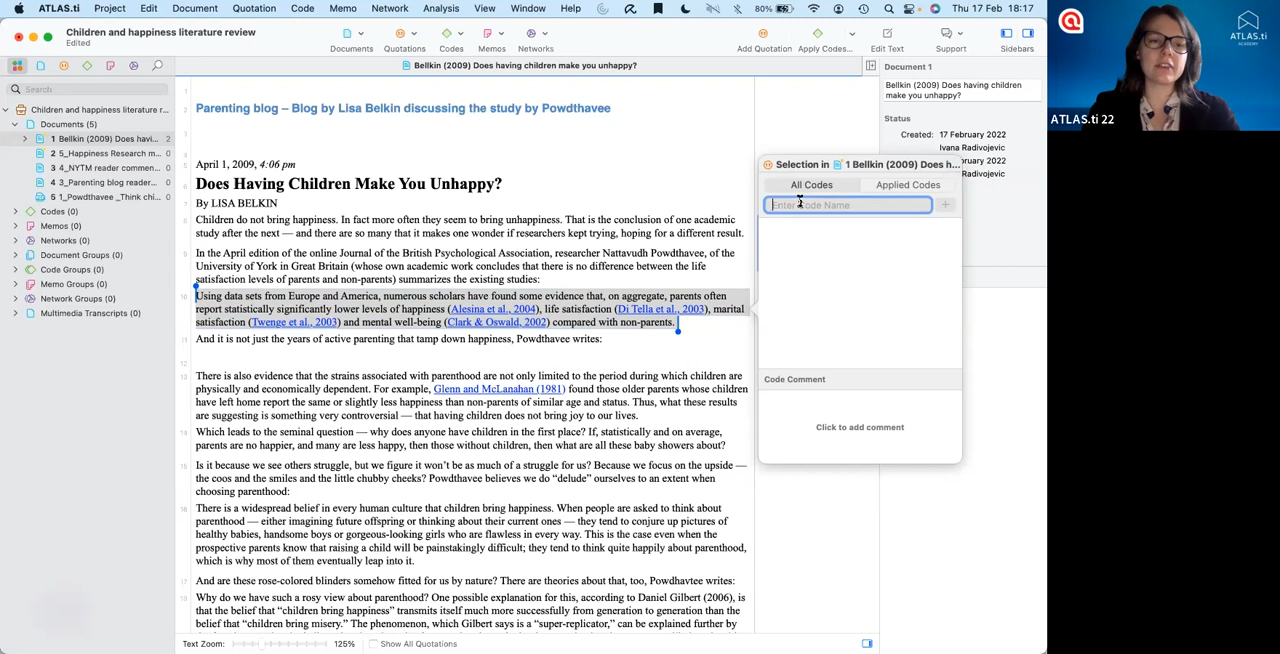 ATLAS.ti Project Edit Document Quotation Code Memo Network Analysis View Window Help 80% Thu 17 Feb 18:17
Children and happiness literature review
Edited
Documents Quotations Codes Memos Networks Add Quotation Apply Codes... Edit Text Support Sidebars
Bellkin (2009) Does having children make you unhappy?
Search
Children and happiness literature r...
Documents (5)
1 Bellkin (2009) Does havi... 2
2 5_Happiness Research m... 0
3 4_NYTM reader commen... 0
4 3_Parenting blog reader... 0
5 1_Powdthavee _Think chi... 0
Codes (0)
Memos (0)
Networks (0)
Document Groups (0)
Code Groups (0)
Memo Groups (0)
Network Groups (0)
Multimedia Transcripts (0)
1
2 Parenting blog – Blog by Lisa Belkin discussing the study by Powdthavee
3
4
5 April 1, 2009, 4:06 pm
6 Does Having Children Make You Unhappy?
7 By LISA BELKIN
8 Children do not bring happiness. In fact more often they seem to bring unhappiness. That is the conclusion of one academic
study after the next — and there are so many that it makes one wonder if researchers kept trying, hoping for a different result.
9 In the April edition of the online Journal of the British Psychological Association, researcher Nattavudh Powdthavee, of the
University of York in Great Britain (whose own academic work concludes that there is no difference between the life
satisfaction levels of parents and non-parents) summarizes the existing studies:
10 Using data sets from Europe and America, numerous scholars have found some evidence that, on aggregate, parents often
report statistically significantly lower levels of happiness (Alesina et al., 2004), life satisfaction (Di Tella et al., 2003), marital
satisfaction (Twenge et al., 2003) and mental well-being (Clark & Oswald, 2002) compared with non-parents.
11 And it is not just the years of active parenting that tamp down happiness, Powdthavee writes:
12
13 There is also evidence that the strains associated with parenthood are not only limited to the period during which children are
physically and economically dependent. For example, Glenn and McLanahan (1981) found those older parents whose children
have left home report the same or slightly less happiness than non-parents of similar age and status. Thus, what these results
are suggesting is something very controversial — that having children does not bring joy to our lives.
14 Which leads to the seminal question — why does anyone have children in the first place? If, statistically and on average,
parents are no happier, and many are less happy, then those without children, then what are all these baby showers about?
15 Is it because we see others struggle, but we figure it won’t be as much of a struggle for us? Because we focus on the upside —
the coos and the smiles and the little chubby cheeks? Powdthavee believes we do “delude” ourselves to an extent when
choosing parenthood:
16 There is a widespread belief in every human culture that children bring happiness. When people are asked to think about
parenthood — either imagining future offspring or thinking about their current ones — they tend to conjure up pictures of
healthy babies, handsome boys or gorgeous-looking girls who are flawless in every way. This is the case even when the
prospective parents know that raising a child will be painstakingly difficult; they tend to think quite happily about parenthood,
which is why most of them eventually leap into it.
17 And are these rose-colored blinders somehow fitted for us by nature? There are theories about that, too, Powdhavtee writes:
18 Why do we have such a rosy view about parenthood? One possible explanation for this, according to Daniel Gilbert (2006), is
that the belief that “children bring happiness” transmits itself much more successfully from generation to generation than the
belief that “children bring misery.” The phenomenon, which Gilbert says is a “super-replicator,” can be explained further by
Text Zoom: 125% Show All Quotations
Document 1
Bellkin (2009) Does having children
make you unhappy?
Status
Created: 17 February 2022
Ivana Radivojevic
February 2022
na Radivojevic
Selection in 1 Bellkin (2009) Does h...
All Codes Applied Codes
Enter Code Name
Code Comment
Click to add comment
ATLAS.ti
ACADEMY
ATLAS.ti 22